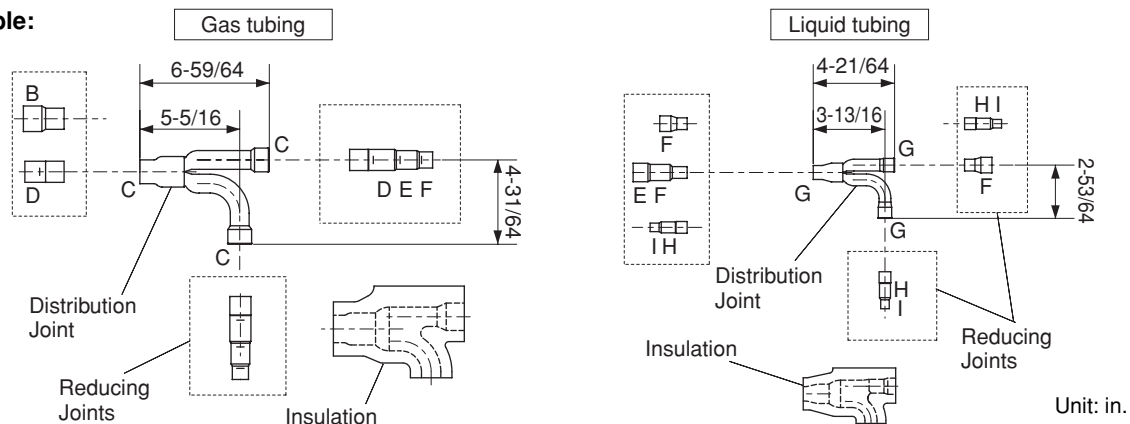 ple:
Gas tubing
6-59/64
5-5/16
B
D
C
C
C
D E F
4-31/64
Distribution
Joint
Reducing
Joints
Insulation
Liquid tubing
4-21/64
3-13/16
F
E F
I H
G
G
G
H I
F
2-53/64
H
I
Distribution
Joint
Reducing
Joints
Insulation
Unit: in.